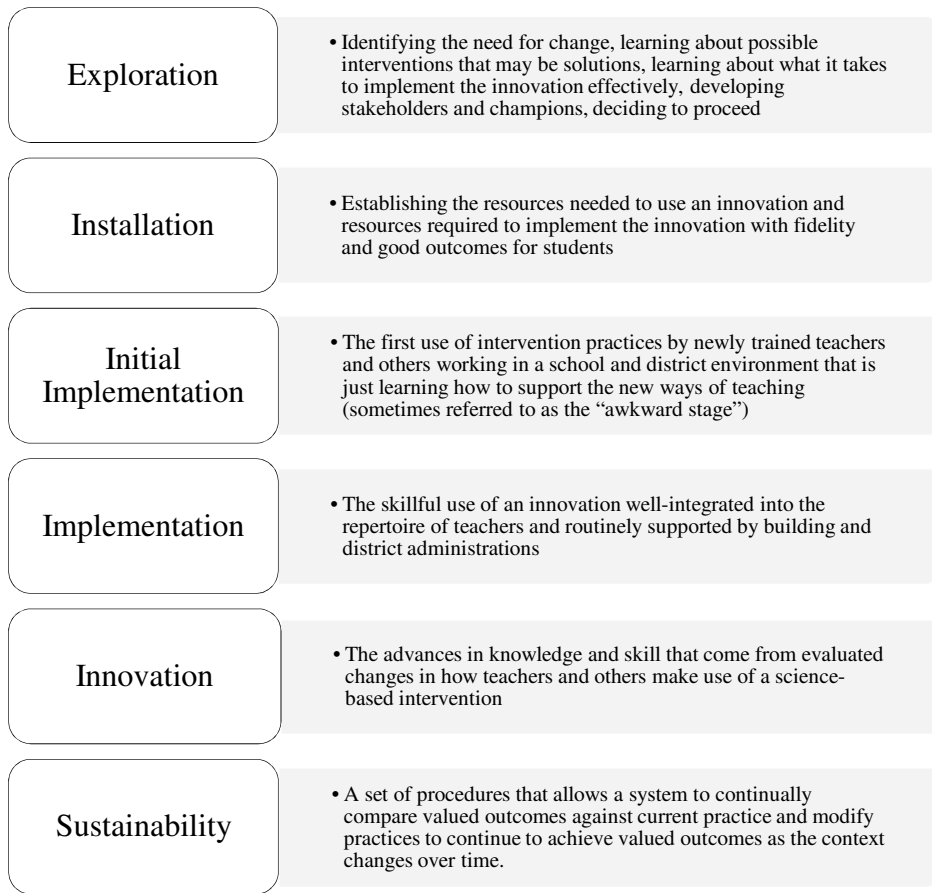 Exploration
• Identifying the need for change, learning about possible
interventions that may be solutions, learning about what it takes
to implement the innovation effectively, developing
stakeholders and champions, deciding to proceed
Installation
• Establishing the resources needed to use an innovation and
resources required to implement the innovation with fidelity
and good outcomes for students
Initial
Implementation
• The first use of intervention practices by newly trained teachers
and others working in a school and district environment that is
just learning how to support the new ways of teaching
(sometimes referred to as the “awkward stage”)
Implementation
• The skillful use of an innovation well-integrated into the
repertoire of teachers and routinely supported by building and
district administrations
Innovation
• The advances in knowledge and skill that come from evaluated
changes in how teachers and others make use of a science-
based intervention
Sustainability
• A set of procedures that allows a system to continually
compare valued outcomes against current practice and modify
practices to continue to achieve valued outcomes as the context
changes over time.